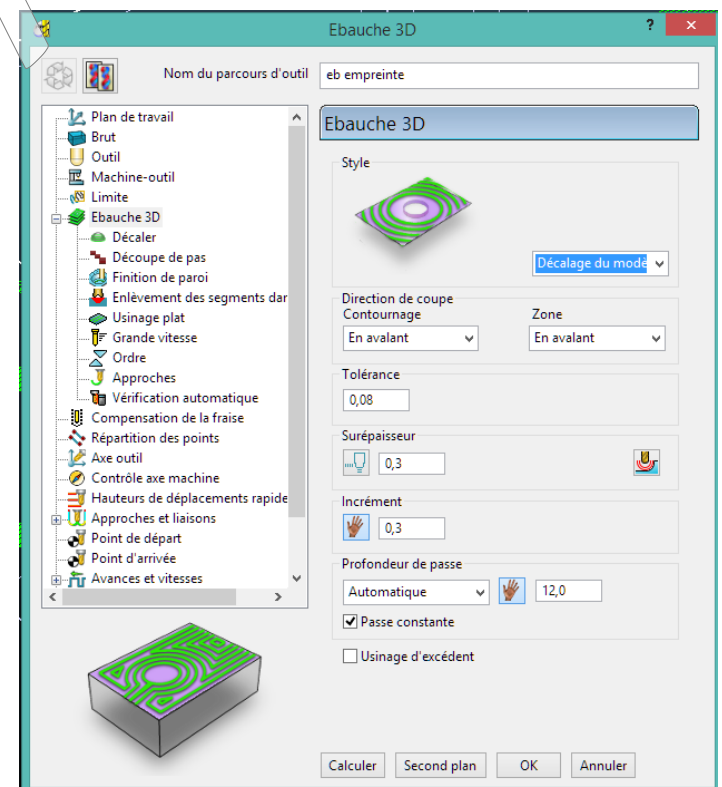 Ebauche 3D
?
×
Nom du parcours d'outil
eb empreinte
Plan de travail
Brut
Outil
Machine-outil
Limite
Ebauche 3D
Décaler
Découpe de pas
Finition de paroi
Enlèvement des segments dar
Usinage plat
Grande vitesse
Ordre
Approches
Vérification automatique
Compensation de la fraise
Répartition des points
Axe outil
Contrôle axe machine
Hauteurs de déplacements rapide
Approches et liaisons
Point de départ
Point d'arrivée
Avances et vitesses
Ebauche 3D
Style
Décalage du modè
Direction de coupe
Contournage Zone
En avalant En avalant
Tolérance
0,08
Surépaisseur
0,3
Incrément
0,3
Profondeur de passe
Automatique 12,0
Passe constante
Usinage d'excédent
Calculer Second plan OK Annuler